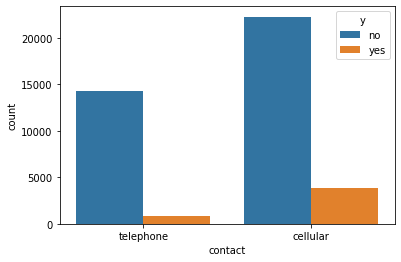 y
no
yes
20000
15000
10000
5000
0
count
telephone
cellular
contact